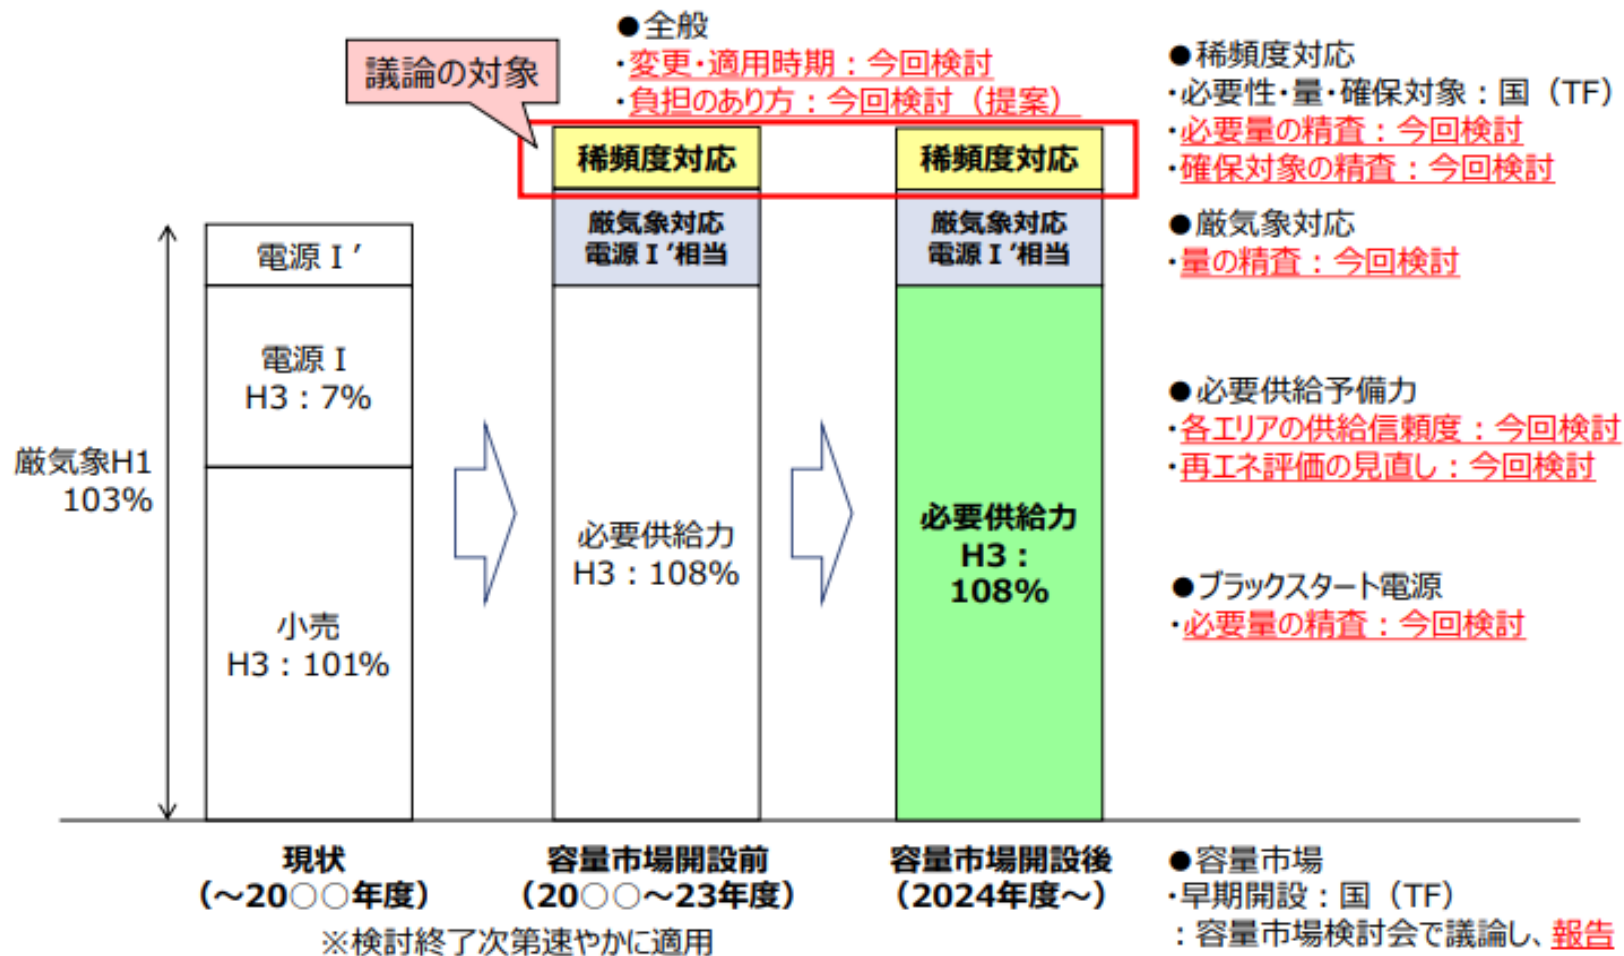 ●全般
・変更・適用時期：今回検討
・負担のあり方：今回検討（提案）
議論の対象
稀頻度対応
厳気象対応
電源Ⅰ′相当
必要供給力
H3：108%
稀頻度対応
厳気象対応
電源Ⅰ′相当
必要供給力
H3：
108%
電源Ⅰ′
電源Ⅰ
H3：7%
小売
H3：101%
厳気象H1
103%
●稀頻度対応
・必要性・量・確保対象：国（TF）
・必要量の精査：今回検討
・確保対象の精査：今回検討
●厳気象対応
・量の精査：今回検討
●必要供給予備力
・各エリアの供給信頼度：今回検討
・再エネ評価の見直し：今回検討
●ブラックスタート電源
・必要量の精査：今回検討
現状
（～20○○年度）
容量市場開設前
（20○○～23年度）
容量市場開設後
（2024年度～）
※検討終了次第速やかに適用
●容量市場
・早期開設：国（TF）
：容量市場検討会で議論し、報告